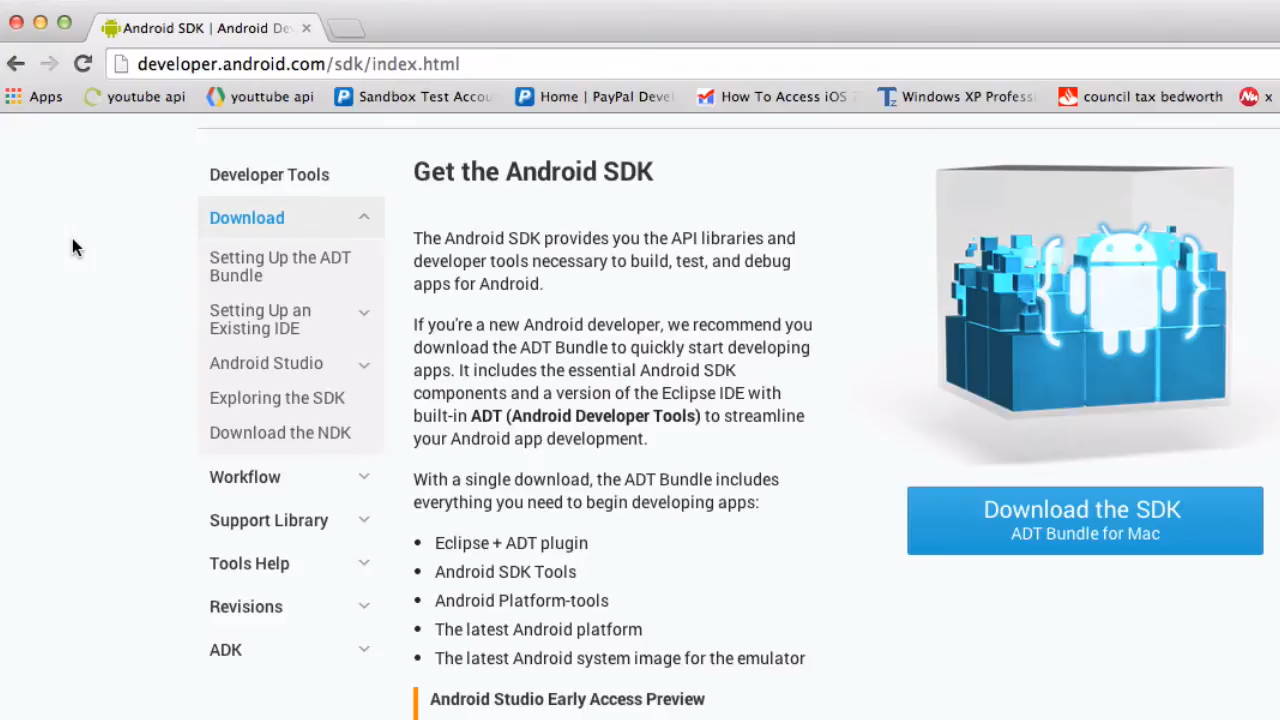 Android SDK | Android De
developer.android.com/sdk/index.html
Apps youtube api youttube api Sandbox Test Accou Home | PayPal Devel How To Access iOS 7 Windows XP Profess council tax bedworth Nu x
Developer Tools
Download
Setting Up the ADT
Bundle
Setting Up an
Existing IDE
Android Studio
Exploring the SDK
Download the NDK
Workflow
Support Library
Tools Help
Revisions
ADK
Get the Android SDK
The Android SDK provides you the API libraries and
developer tools necessary to build, test, and debug
apps for Android.
If you're a new Android developer, we recommend you
download the ADT Bundle to quickly start developing
apps. It includes the essential Android SDK
components and a version of the Eclipse IDE with
built-in ADT (Android Developer Tools) to streamline
your Android app development.
With a single download, the ADT Bundle includes
everything you need to begin developing apps:
• Eclipse + ADT plugin
• Android SDK Tools
• Android Platform-tools
• The latest Android platform
• The latest Android system image for the emulator
Android Studio Early Access Preview
{ }
Download the SDK
ADT Bundle for Mac